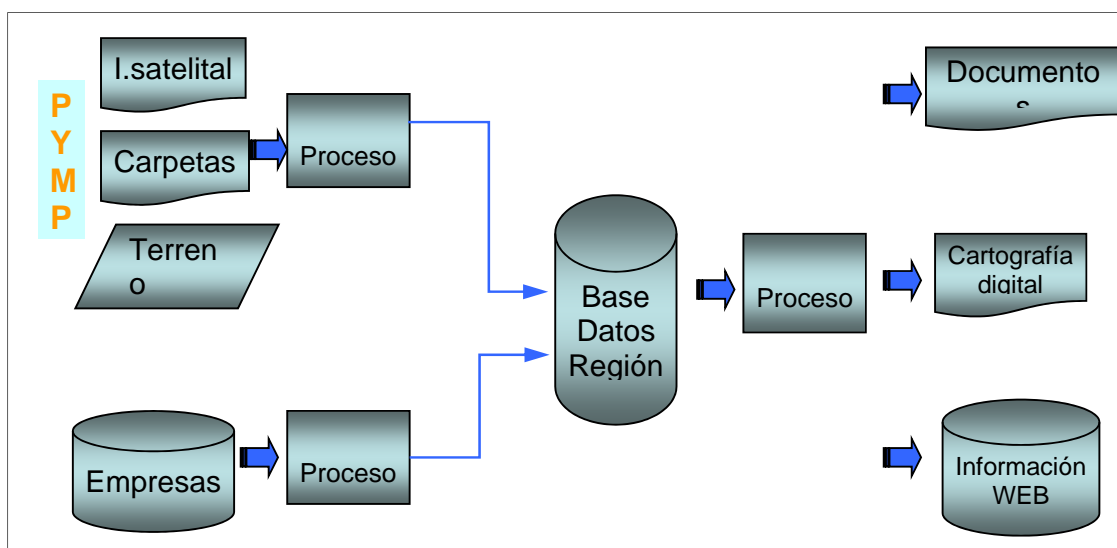 P
Y
M
P
I.satelital
Carpetas
Terren
o
Proceso
Empresas
Proceso
Base
Datos
Región
Proceso
Documento
s
Cartografía
digital
Información
WEB